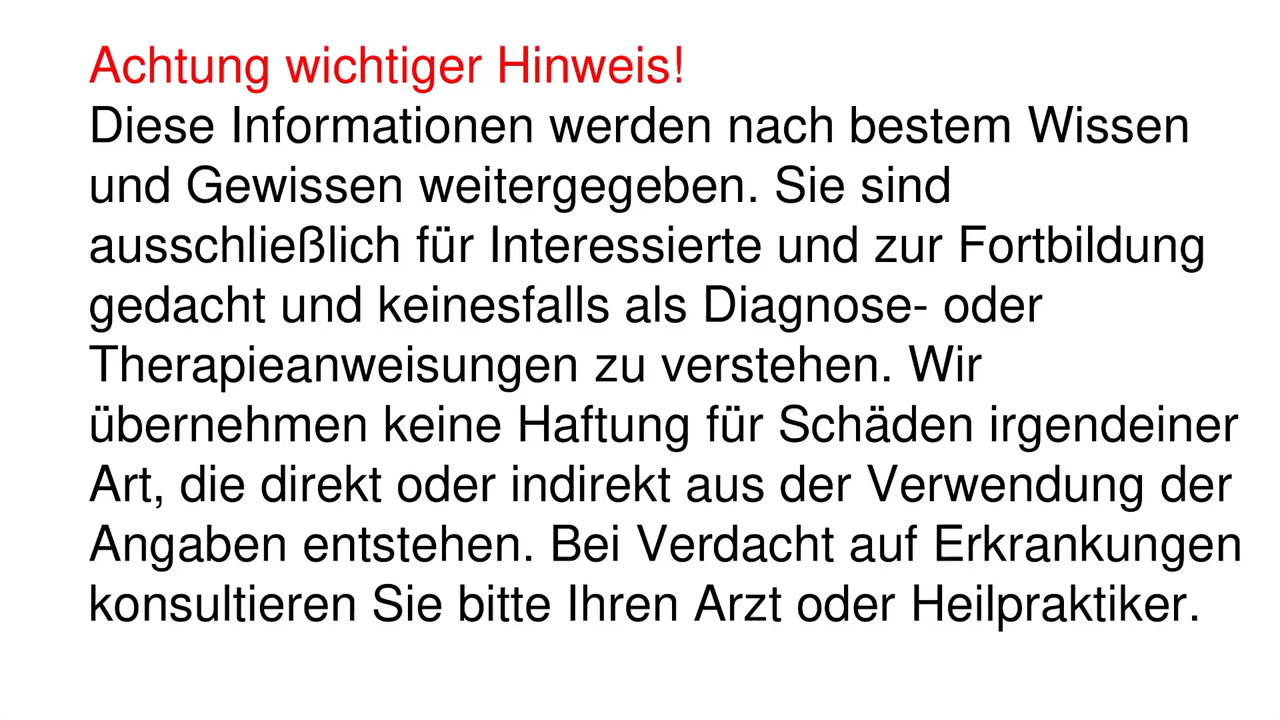 Achtung wichtiger Hinweis!
Diese Informationen werden nach bestem Wissen
und Gewissen weitergegeben. Sie sind
ausschließlich für Interessierte und zur Fortbildung
gedacht und keinesfalls als Diagnose- oder
Therapieanweisungen zu verstehen. Wir
übernehmen keine Haftung für Schäden irgendeiner
Art, die direkt oder indirekt aus der Verwendung der
Angaben entstehen. Bei Verdacht auf Erkrankungen
konsultieren Sie bitte Ihren Arzt oder Heilpraktiker.